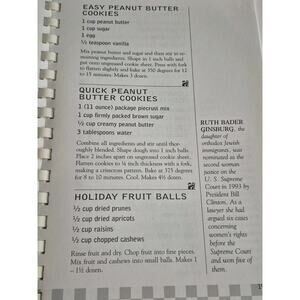 EASY PEANUT BUTTER
COOKIES
1 cup peanut butter
1 cup sugar
1 egg
½ teaspoon vanilla
Mix peanut butter and sugar and then stir in re-
maining ingredients. Shape in 1 inch balls and
put onto ungreased cookie sheet. Press with fork
to flatten slightly and bake at 350 degrees for 12
to 15 minutes. Makes 3 dozen.
QUICK PEANUT
BUTTER COOKIES
1 (11 ounce) package piecrust mix
1 cup firmly packed brown sugar
½ cup creamy peanut butter
3 tablespoons water
Combine all ingredients and stir until thor-
oughly blended. Shape dough into 1 inch balls.
Place 2 inches apart on ungreased cookie sheet.
Flatten cookies to ¼ inch thickness with fork,
making a crisscross pattern. Bake at 375 degrees
for 8 to 10 minutes. Cool. Makes 4½ dozen.
HOLIDAY FRUIT BALLS
½ cup dried prunes
½ cup dried apricots
½ cup raisins
½ cup chopped cashews
Rinse fruit and dry. Chop fruit into fine pieces.
Mix fruit and cashews into small balls. Makes 1
– 1½ dozen.
RUTH BADER
GINSBURG, the
daughter of
orthodox Jewish
immigrants, was
nominated as the
second woman
justice on the
U. S. Supreme
Court in 1993 by
President Bill
Clinton. As a
lawyer she had
argued six
cases concerning
women's rights
before the
Supreme Court
and won five of
them.